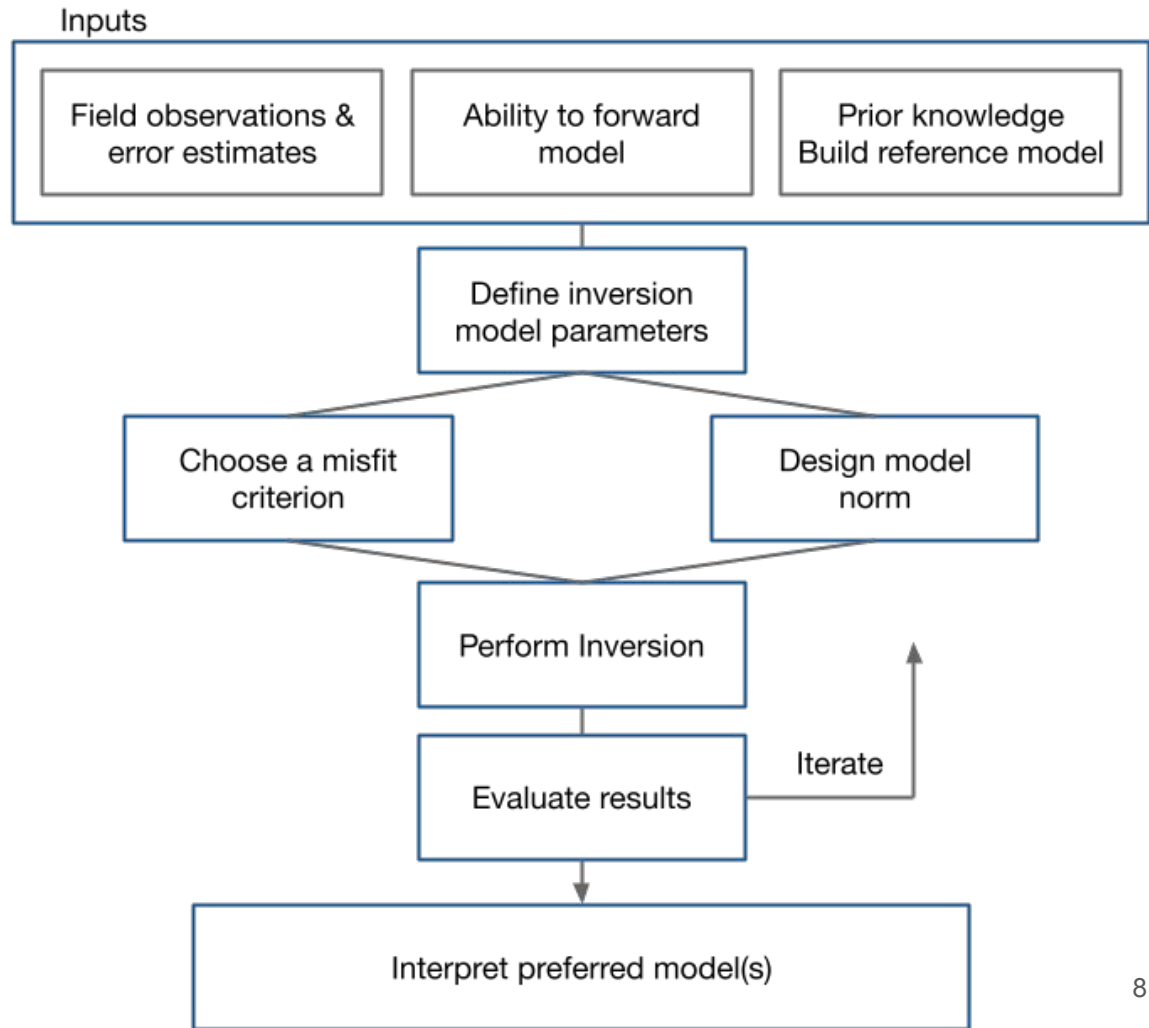 Inputs
Field observations &
error estimates
Ability to forward
model
Prior knowledge
Build reference model
Define inversion
model parameters
Choose a misfit
criterion
Design model
norm
Perform Inversion
Evaluate results
Iterate
Interpret preferred model(s)
8